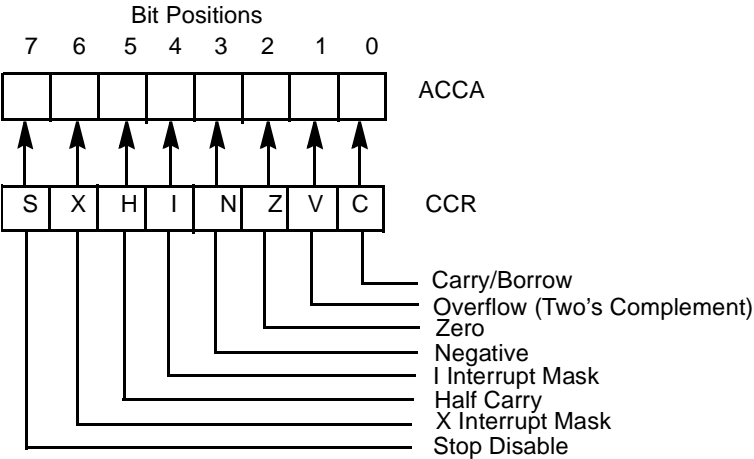 Bit Positions
7 6 5 4 3 2 1 0
ACCA
S X H I N Z V C CCR
Carry/Borrow
Overflow (Two's Complement)
Zero
Negative
I Interrupt Mask
Half Carry
X Interrupt Mask
Stop Disable